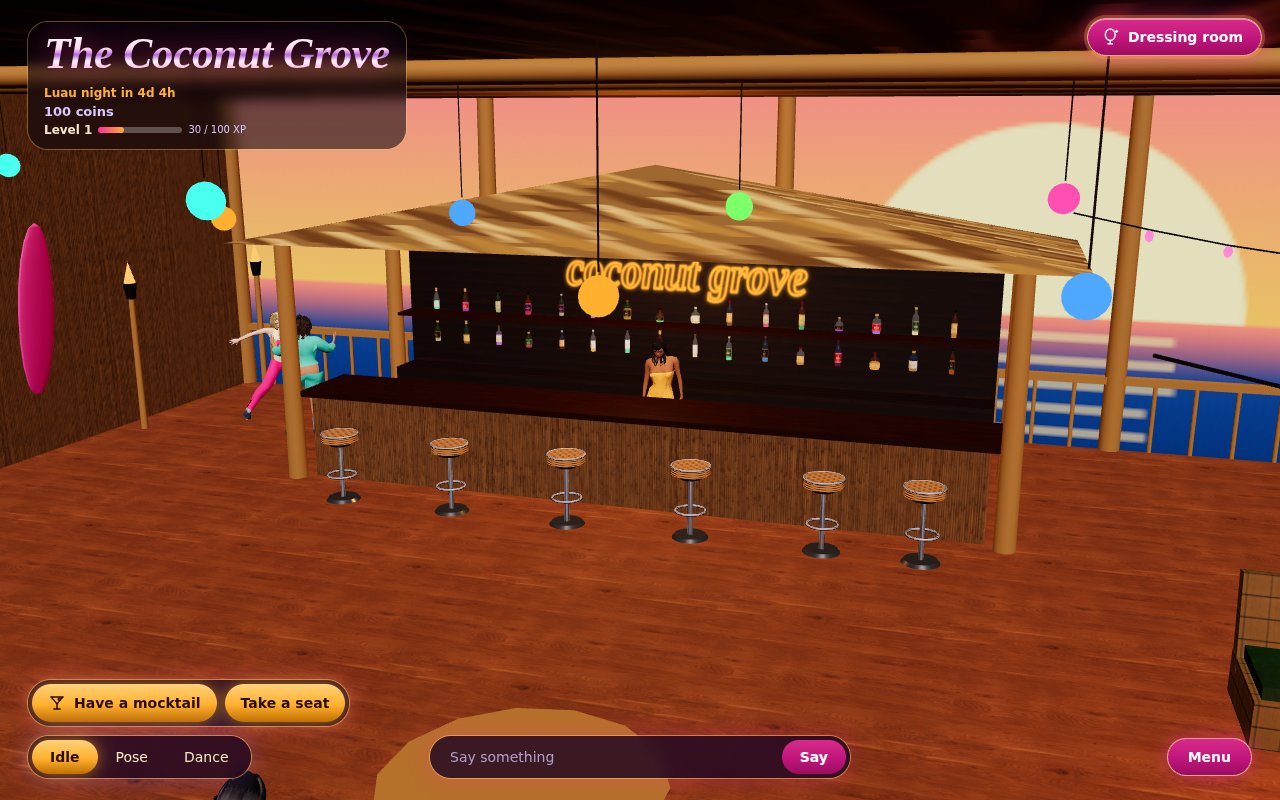 The Coconut Grove
Luau night in 4d 4h
100 coins
Level 1 30 / 100 XP
Dressing room
coconut grove
Have a mocktail
Take a seat
Idle
Pose
Dance
Say something
Say
Menu